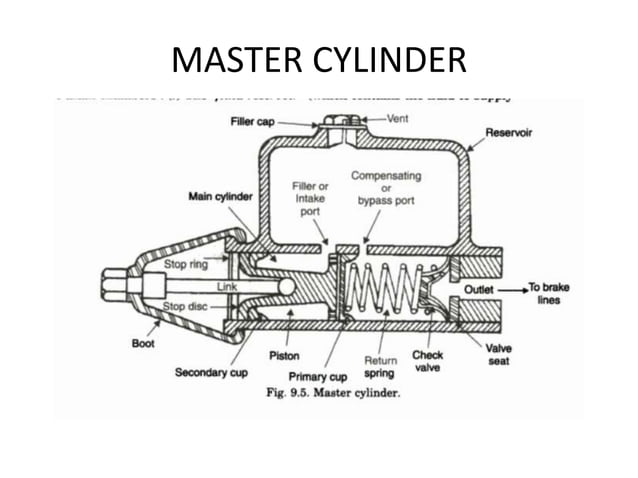 MASTER CYLINDER
Filler cap
Vent
Reservoir
Compensating
or
bypass port
Filler or
Intake
port
Main cylinder
Stop ring
Link
Stop disc
Outlet
To brake
lines
Boot
Secondary cup
Piston
Primary cup
Return
spring
Check
valve
Valve
seat
Fig. 9.5. Master cylinder.